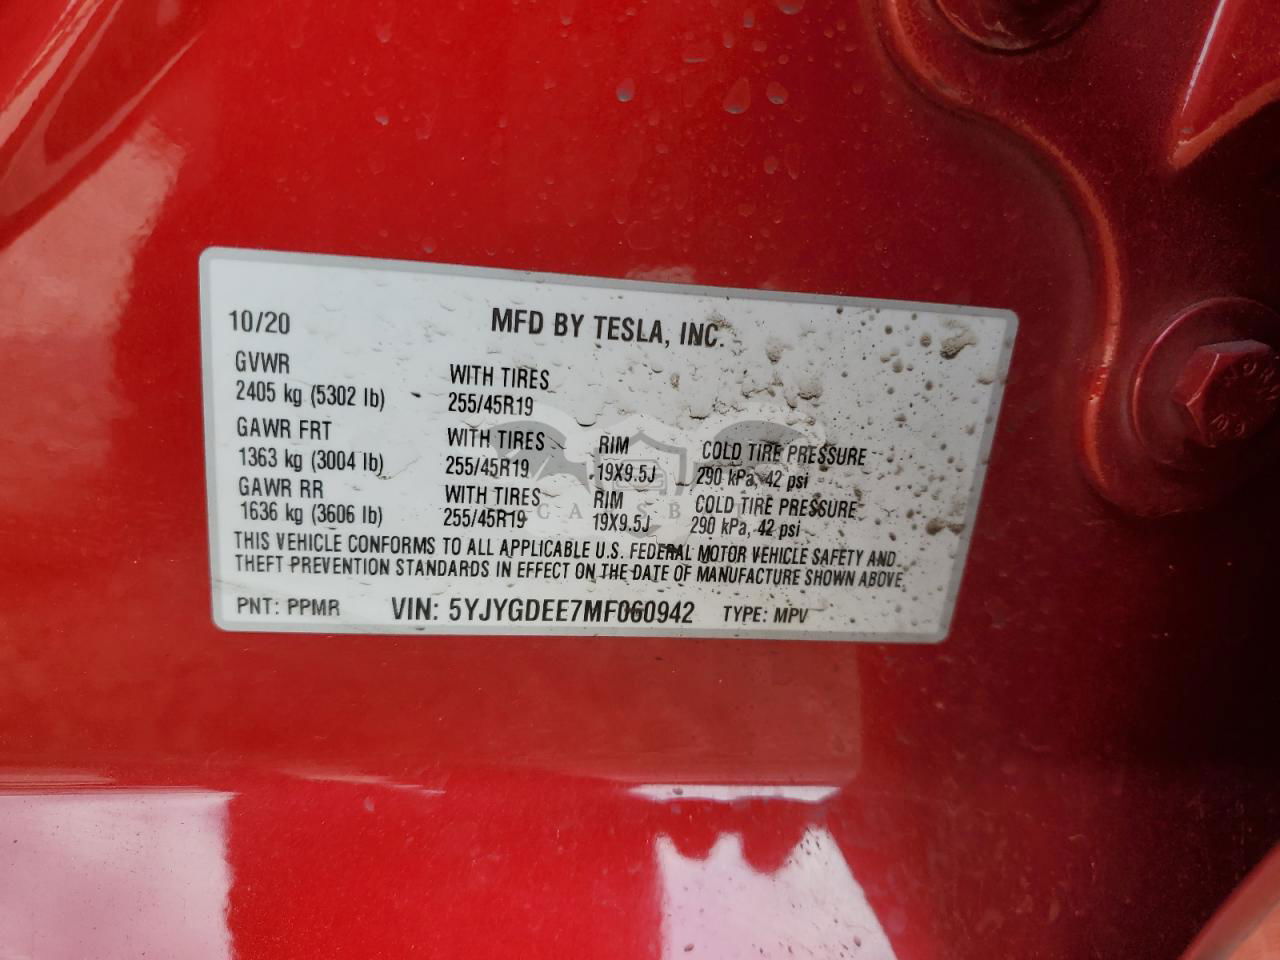 10/20 MFD BY TESLA, INC.
GVWR
2405 kg (5302 lb) WITH TIRES
255/45R19
GAWR FRT
1363 kg (3004 lb) WITH TIRES RIM COLD TIRE PRESSURE
255/45R19 19X9.5J 290 kPa, 42 psi
GAWR RR
1636 kg (3606 lb) WITH TIRES RIM COLD TIRE PRESSURE
255/45R19 19X9.5J 290 kPa, 42 psi
THIS VEHICLE CONFORMS TO ALL APPLICABLE U.S. FEDERAL MOTOR VEHICLE SAFETY AND
THEFT PREVENTION STANDARDS IN EFFECT ON THE DATE OF MANUFACTURE SHOWN ABOVE.
PNT: PPMR VIN: 5YJYGDEE7MF060942 TYPE: MPV